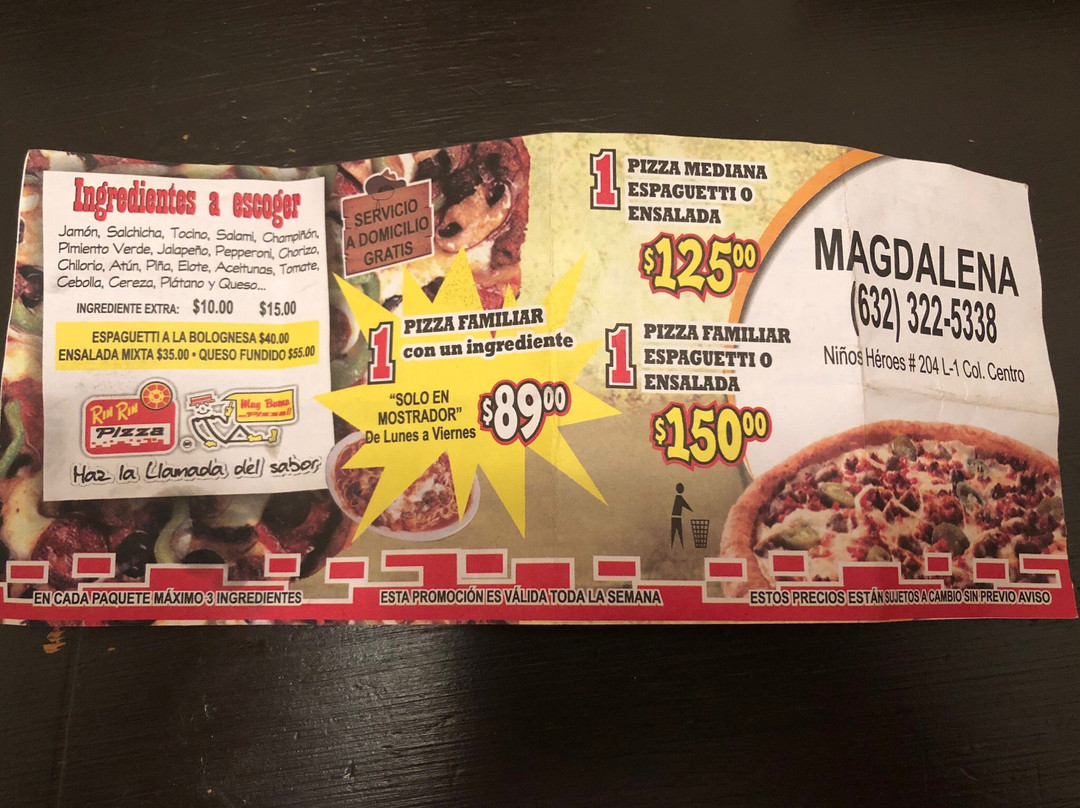 Ingredientes a escoger
Jamón, Salchicha, Tocino, Salami, Champiñón,
Pimiento Verde, Jalapeño, Pepperoni, Chorizo,
Chilorio, Atún, Piña, Elote, Aceitunas, Tomate,
Cebolla, Cereza, Plátano y Queso...
INGREDIENTE EXTRA: $10.00 $15.00
ESPAGUETTI A LA BOLOGNESA $40.00
ENSALADA MIXTA $35.00 • QUESO FUNDIDO $55.00
RIN RIN
PIZZA
Muy Buena
...Pizza!!
Haz la Llamada del sabor
SERVICIO
A DOMICILIO
GRATIS
1 PIZZA FAMILIAR
con un ingrediente
"SOLO EN
MOSTRADOR"
De Lunes a Viernes
$89.00
1 PIZZA MEDIANA
ESPAGUETTI O
ENSALADA
$125.00
1 PIZZA FAMILIAR
ESPAGUETTI O
ENSALADA
$150.00
MAGDALENA
(632) 322-5338
Niños Héroes # 204 L-1 Col. Centro
EN CADA PAQUETE MÁXIMO 3 INGREDIENTES
ESTA PROMOCIÓN ES VÁLIDA TODA LA SEMANA
ESTOS PRECIOS ESTÁN SUJETOS A CAMBIO SIN PREVIO AVISO